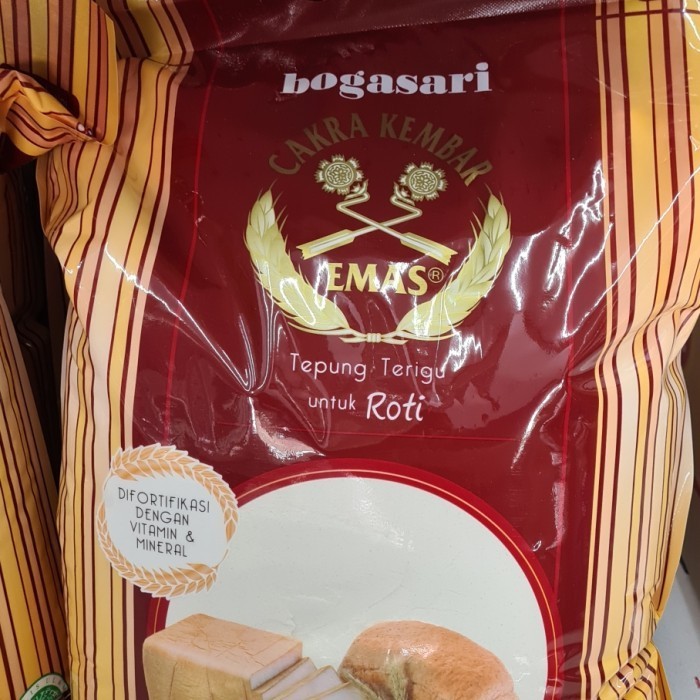 bogasari
CAKRA KEMBAR
EMAS®
Tepung Terigu
untuk Roti
DIFORTIFIKASI
DENGAN
VITAMIN &
MINERAL